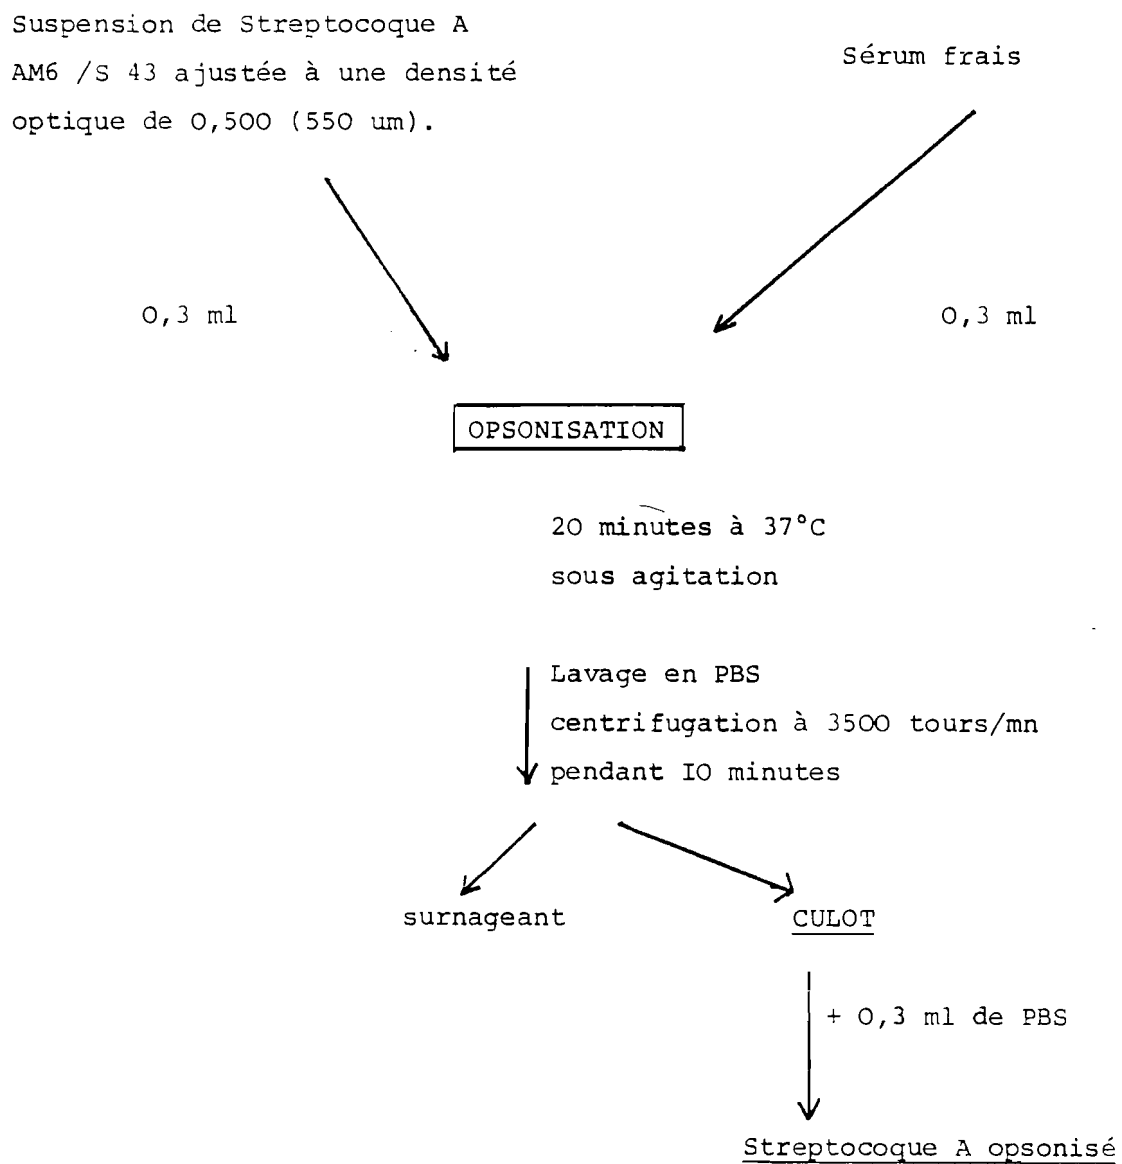 Suspension de Streptocoque A
AM6 /S 43 ajustée à une densité
optique de 0,500 (550 um).
Sérum frais
0,3 ml
0,3 ml
OPSONISATION
20 minutes à 37°C
sous agitation
Lavage en PBS
centrifugation à 3500 tours/mn
pendant IO minutes
surnageant
CULOT
+ 0,3 ml de PBS
Streptocoque A opsonisé